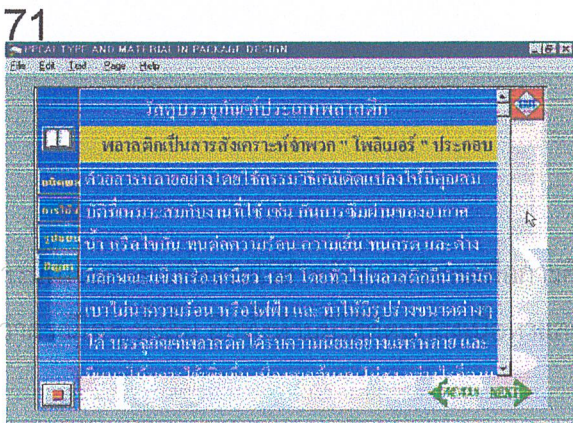 71
TYPE AND MATERIAL IN PACKAGE DESIGN
File Edit Text Page Help
วัสดุบรรจุภัณฑ์ประเภทพลาสติก
พลาสติกเป็นสารสังเคราะห์จำพวก " โพลิเมอร์ " ประกอบ
ด้วยสารหลายอย่างโดยใช้กรรมวิธีเคมีดัดแปลงให้มีคุณสม
บัติที่เหมาะสมกับงานที่ใช้ เช่น กันการซึมผ่านของอากาศ
น้ำ หรือไขมัน ทนต่อความร้อน ความเย็น ทนกรด และด่าง
มีลักษณะแข็งหรือเหนียว ฯลฯ โดยทั่วไปพลาสติกมีน้ำหนัก
เบาไม่นำความร้อน หรือไฟฟ้า และ ทำให้มีรูปร่างขนาดต่างๆ
ได้ บรรจุภัณฑ์พลาสติกได้รับความนิยมอย่างแพร่หลาย และ
NEXT